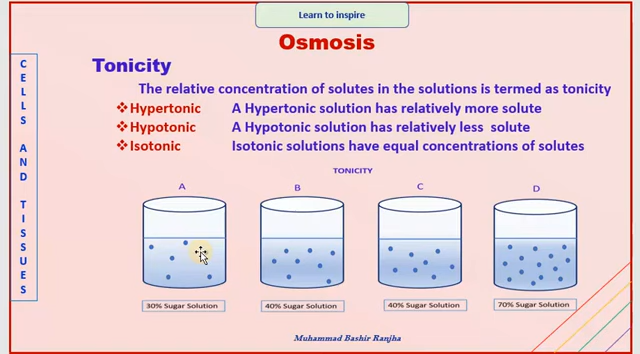 Learn to inspire
Osmosis
Tonicity
The relative concentration of solutes in the solutions is termed as tonicity
❖Hypertonic A Hypertonic solution has relatively more solute
❖Hypotonic A Hypotonic solution has relatively less solute
❖Isotonic Isotonic solutions have equal concentrations of solutes
CELLS AND TISSUES
TONICITY
A B C D
30% Sugar Solution 40% Sugar Solution 40% Sugar Solution 70% Sugar Solution
Muhammad Bashir Ranjha